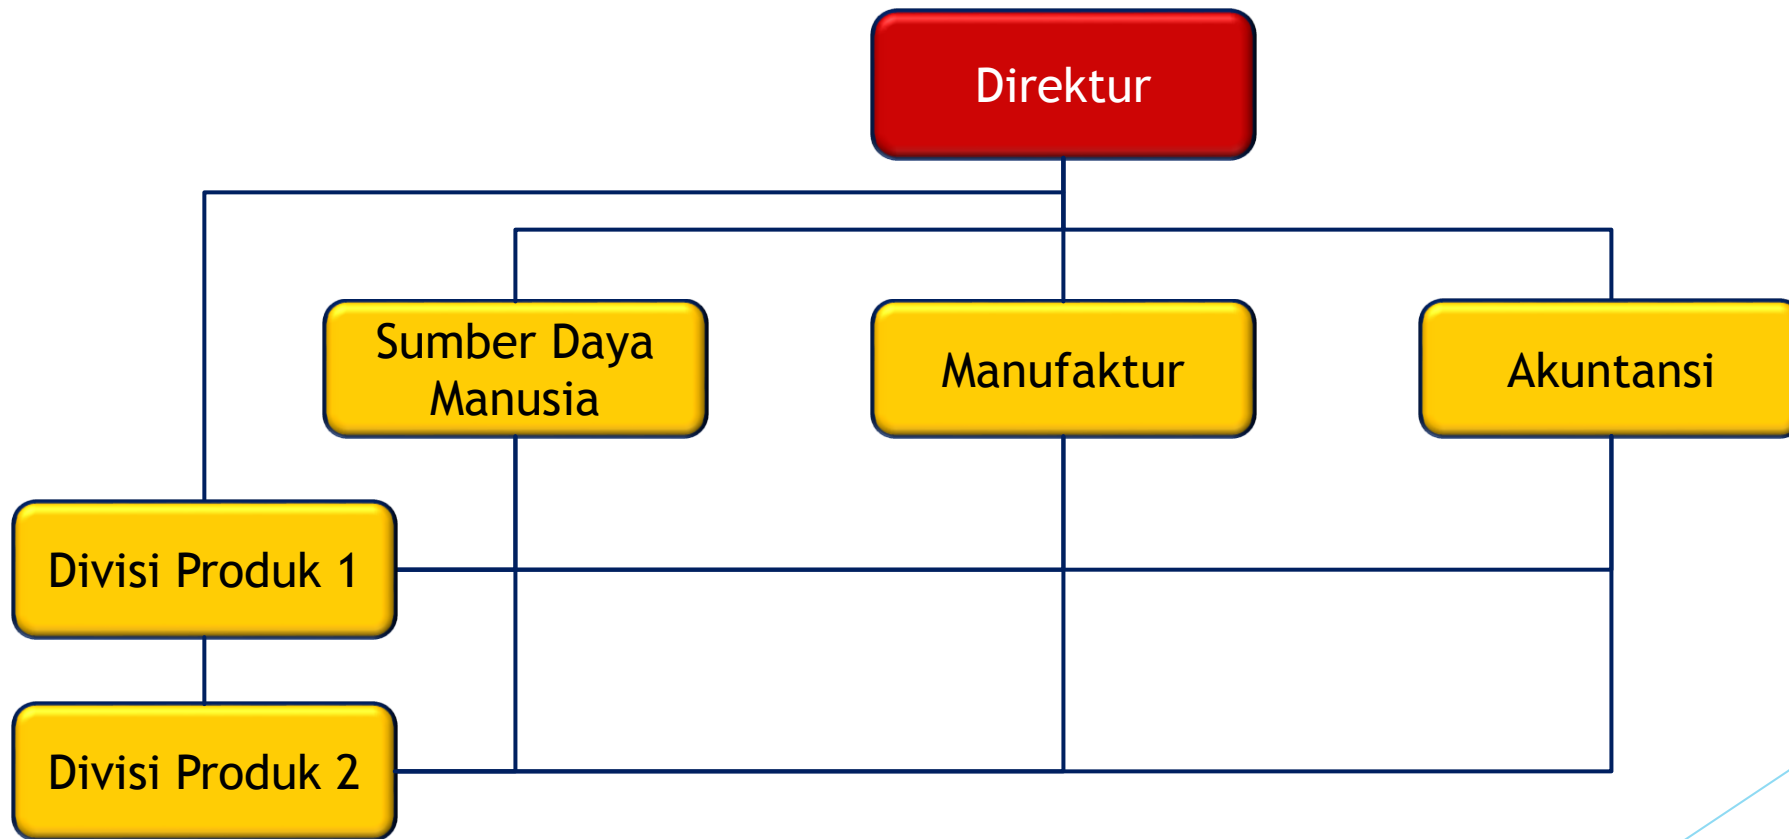 Direktur
Sumber Daya
Manusia
Manufaktur
Akuntansi
Divisi Produk 1
Divisi Produk 2